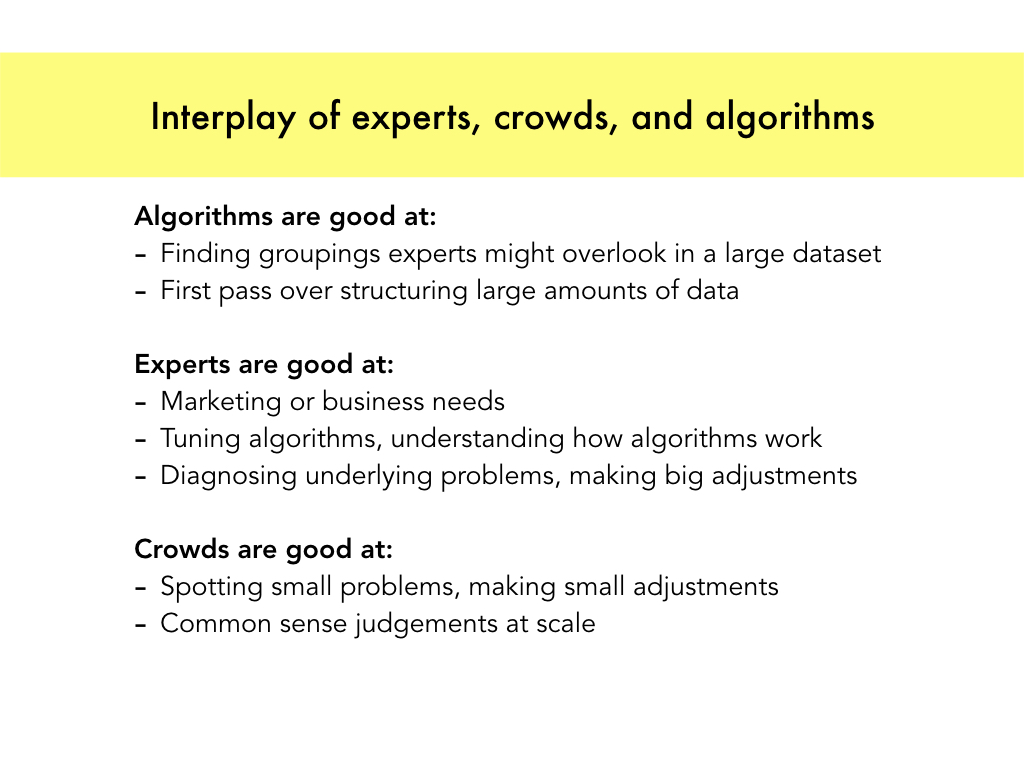 Interplay of experts, crowds, and algorithms
Algorithms are good at:
– Finding groupings experts might overlook in a large dataset
– First pass over structuring large amounts of data
Experts are good at:
– Marketing or business needs
– Tuning algorithms, understanding how algorithms work
– Diagnosing underlying problems, making big adjustments
Crowds are good at:
– Spotting small problems, making small adjustments
– Common sense judgements at scale